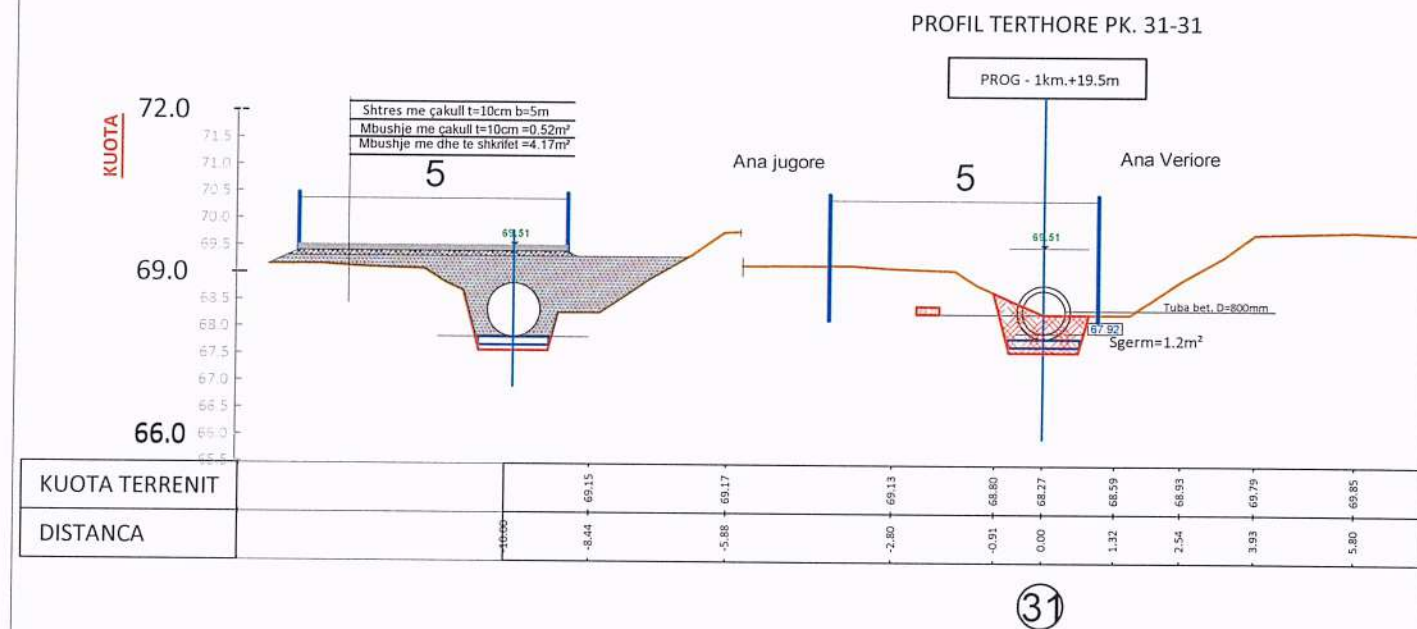 PROFIL TERTHORE PK. 31-31
PROG - 1km.+19.5m
KUOTA
72.0
71.5
71.0
70.5
70.0
69.5
69.0
68.5
68.0
67.5
67.0
66.5
66.0
66.0
65.5
Shtres me çakull t=10cm b=5m
Mbushje me çakull t=10cm =0.52m²
Mbushje me dhe te shkrifet =4.17m²
5
69.51
Ana jugore
5
Ana Veriore
69.51
Tuba bet. D=800mm
67.92
Sgerm=1.2m²
KUOTA TERRENIT 69.15 69.17 69.13 68.80 68.27 68.59 68.93 69.79 69.85
DISTANCA -10.00 -8.44 -5.88 -2.80 -0.91 0.00 1.32 2.54 3.93 5.80
31